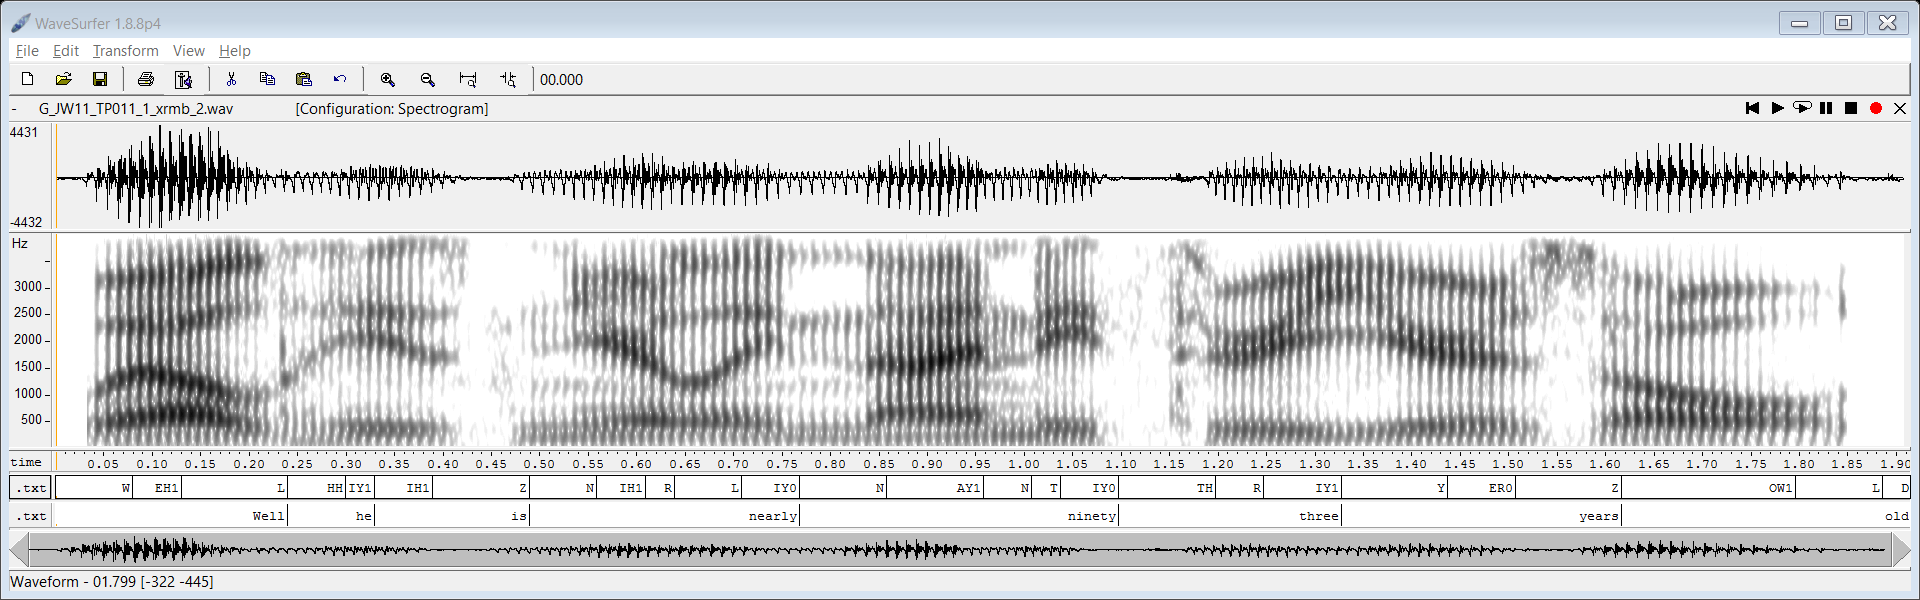 WaveSurfer 1.8.8p4
File Edit Transform View Help
00.000
- G_JW11_TP011_1_xrmb_2.wav [Configuration: Spectrogram]
4431
-4432
Hz
3000
2500
2000
1500
1000
500
time 0.05 0.10 0.15 0.20 0.25 0.30 0.35 0.40 0.45 0.50 0.55 0.60 0.65 0.70 0.75 0.80 0.85 0.90 0.95 1.00 1.05 1.10 1.15 1.20 1.25 1.30 1.35 1.40 1.45 1.50 1.55 1.60 1.65 1.70 1.75 1.80 1.85 1.90
.txt W EH1 L HH IY1 IH1 Z N IH1 R L IY0 N AY1 N T IY0 TH R IY1 Y ER0 Z OW1 L D
.txt Well he is nearly ninety three years old
Waveform - 01.799 [-322 -445]